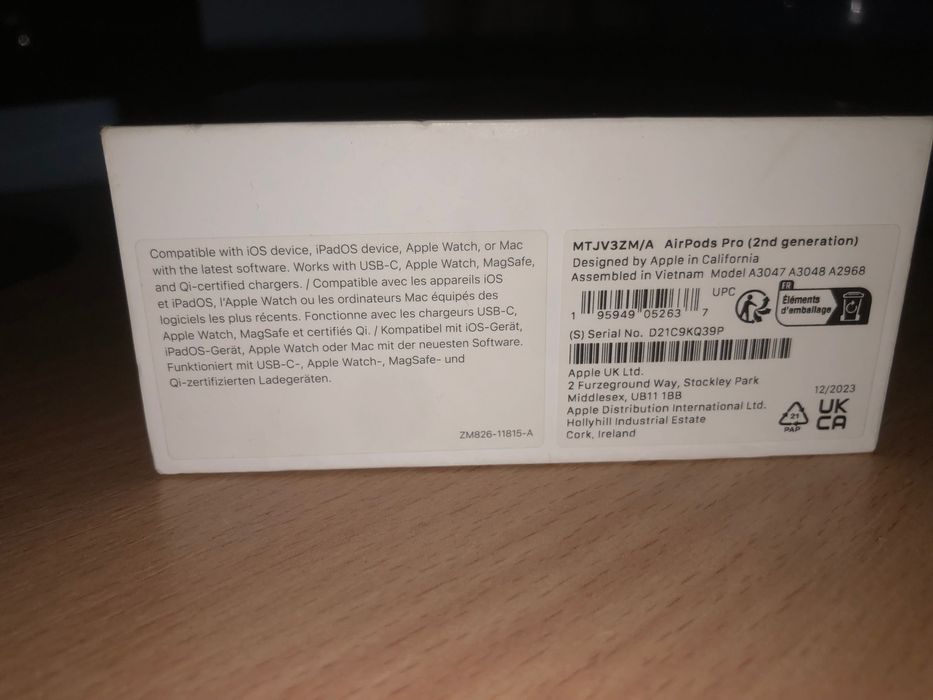 Compatible with iOS device, iPadOS device, Apple Watch, or Mac
with the latest software. Works with USB-C, Apple Watch, MagSafe,
and Qi-certified chargers. / Compatible avec les appareils iOS
et iPadOS, l'Apple Watch ou les ordinateurs Mac équipés des
logiciels les plus récents. Fonctionne avec les chargeurs USB-C,
Apple Watch, MagSafe et certifiés Qi. / Kompatibel mit iOS-Gerät,
iPadOS-Gerät, Apple Watch oder Mac mit der neuesten Software.
Funktioniert mit USB-C-, Apple Watch-, MagSafe- und
Qi-zertifizierten Ladegeräten.
ZM826-11815-A
MTJV3ZM/A AirPods Pro (2nd generation)
Designed by Apple in California
Assembled in Vietnam Model A3047 A3048 A2968
UPC
1 95949 05263 7
FR
Éléments
d'emballage
(S) Serial No. D21C9KQ39P
Apple UK Ltd.
2 Furzeground Way, Stockley Park
Middlesex, UB11 1BB
Apple Distribution International Ltd.
Hollyhill Industrial Estate
Cork, Ireland
12/2023
21
PAP
UK
CA